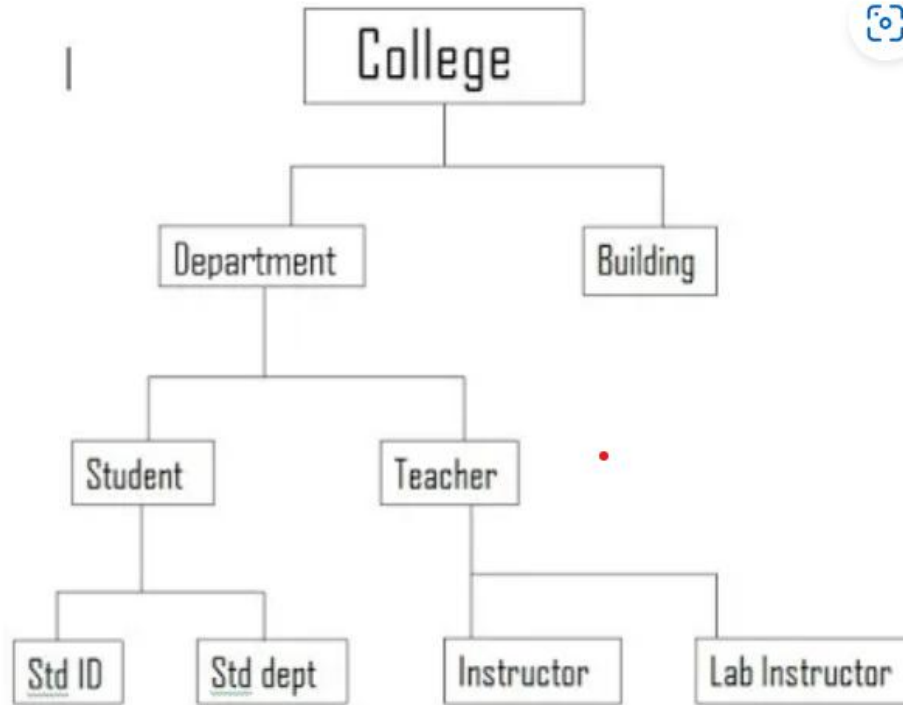 College
Department
Building
Student
Teacher
Std ID
Std dept
Instructor
Lab Instructor